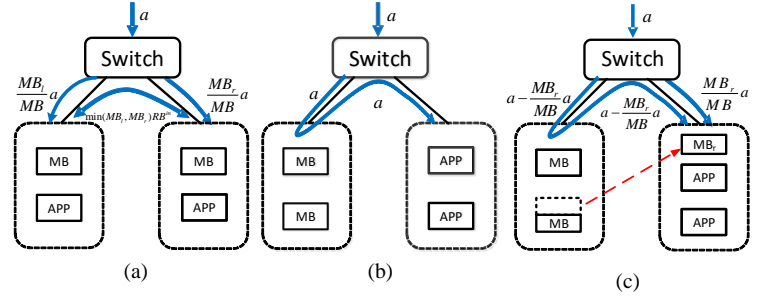 a
Switch
MB_l/MB a
MB_r/MB a
min(MB_l, MB_r)RB^m
MB
APP
MB
APP
(a)
a
Switch
a
a
MB
MB
APP
APP
(b)
a
Switch
a - MB_r/MB a
a - MB_r/MB a
MB_r/MB a
MB
MB
MB_r
APP
APP
(c)